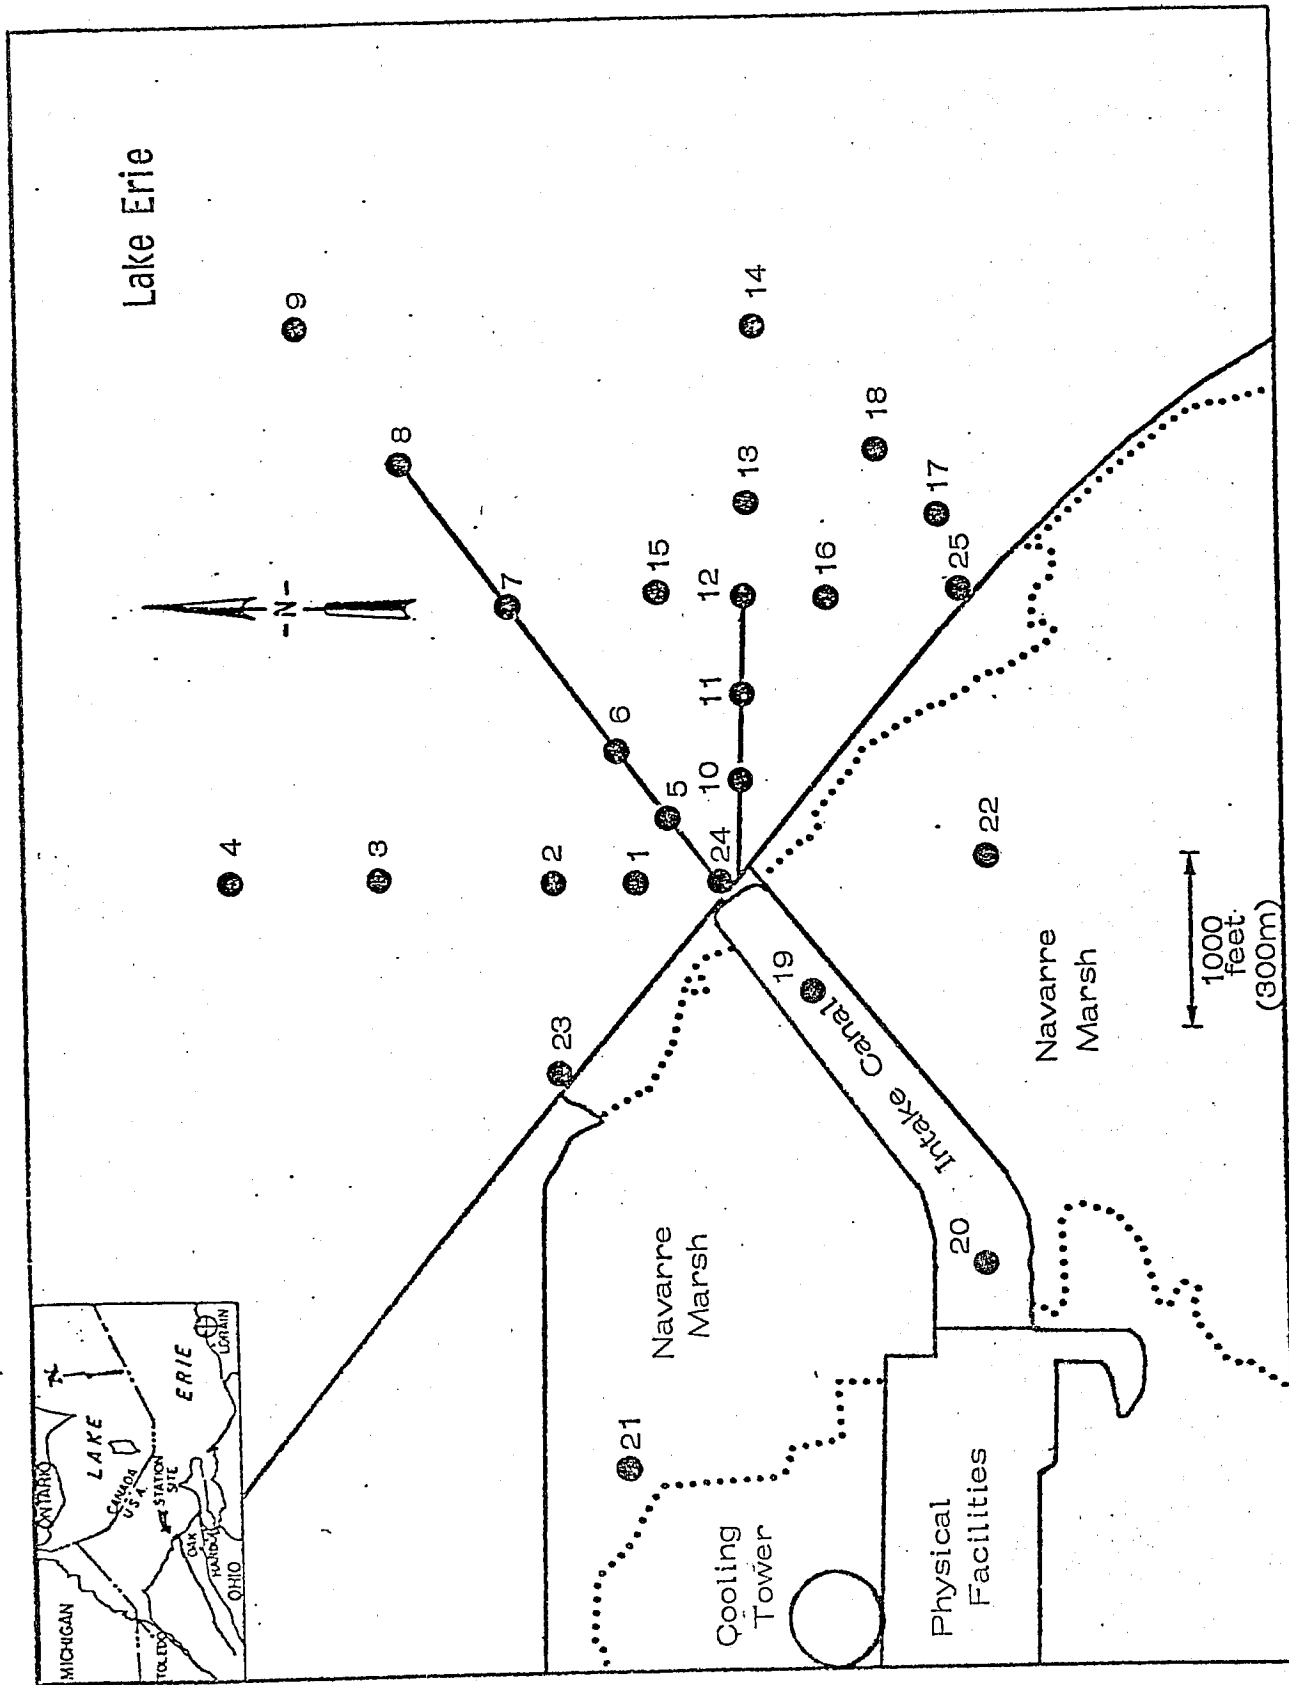 Lake Erie
9
8
14
7
-N-
18
13
15
17
6
12
16
25
11
5
10
4
3
2
1
24
22
23
19
1000
feet
(300m)
Navarre
Marsh
Intake Canal
20
Navarre
Marsh
21
Cooling
Tower
Physical
Facilities
MICHIGAN
ONTARIO
LAKE
ERIE
N
CANADA
U.S.A.
STATION
SITE
TOLEDO
OAK
HARBOR
OHIO
LORAIN